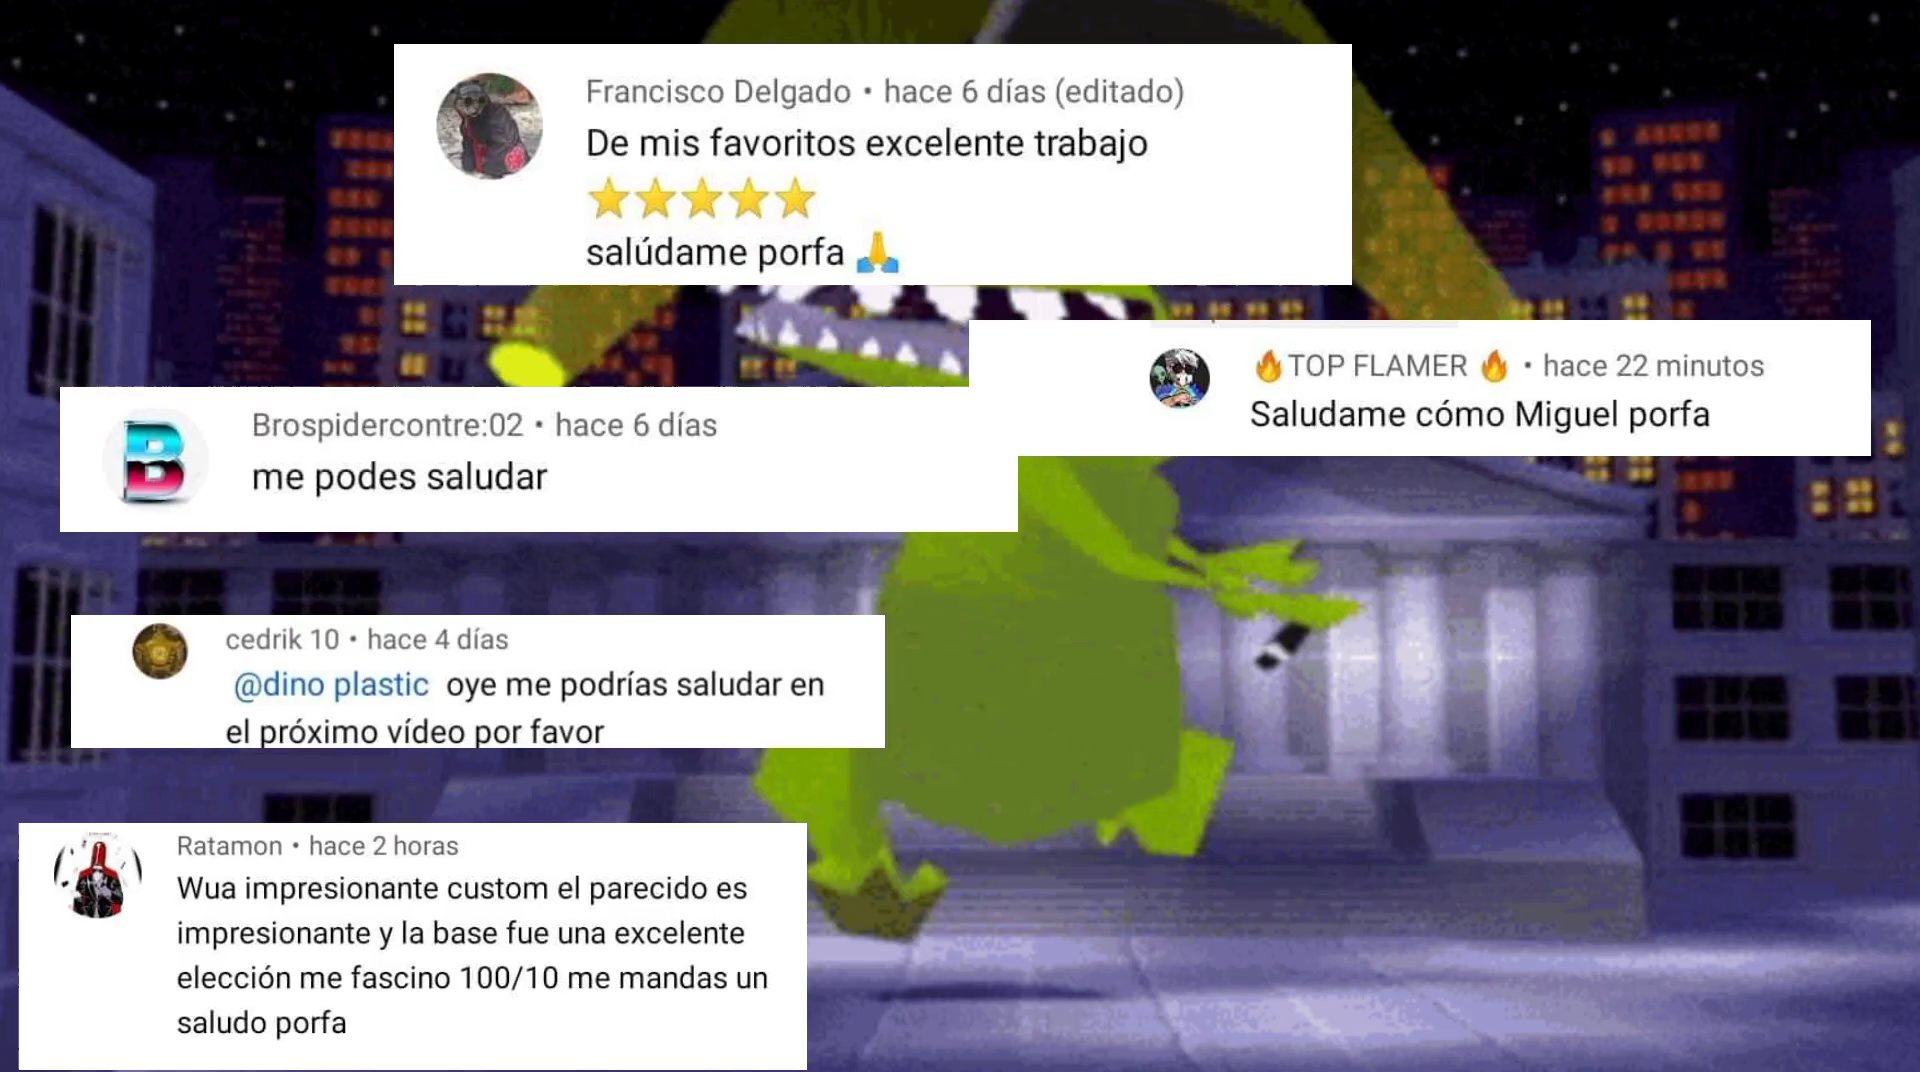 Francisco Delgado • hace 6 días (editado)
De mis favoritos excelente trabajo
⭐⭐⭐⭐⭐
salúdame porfa 🙏
🔥TOP FLAMER 🔥 • hace 22 minutos
Saludame cómo Miguel porfa
Brospidercontre:02 • hace 6 días
me podes saludar
cedrik 10 • hace 4 días
@dino plastic oye me podrías saludar en
el próximo vídeo por favor
Ratamon • hace 2 horas
Wua impresionante custom el parecido es
impresionante y la base fue una excelente
elección me fascino 100/10 me mandas un
saludo porfa